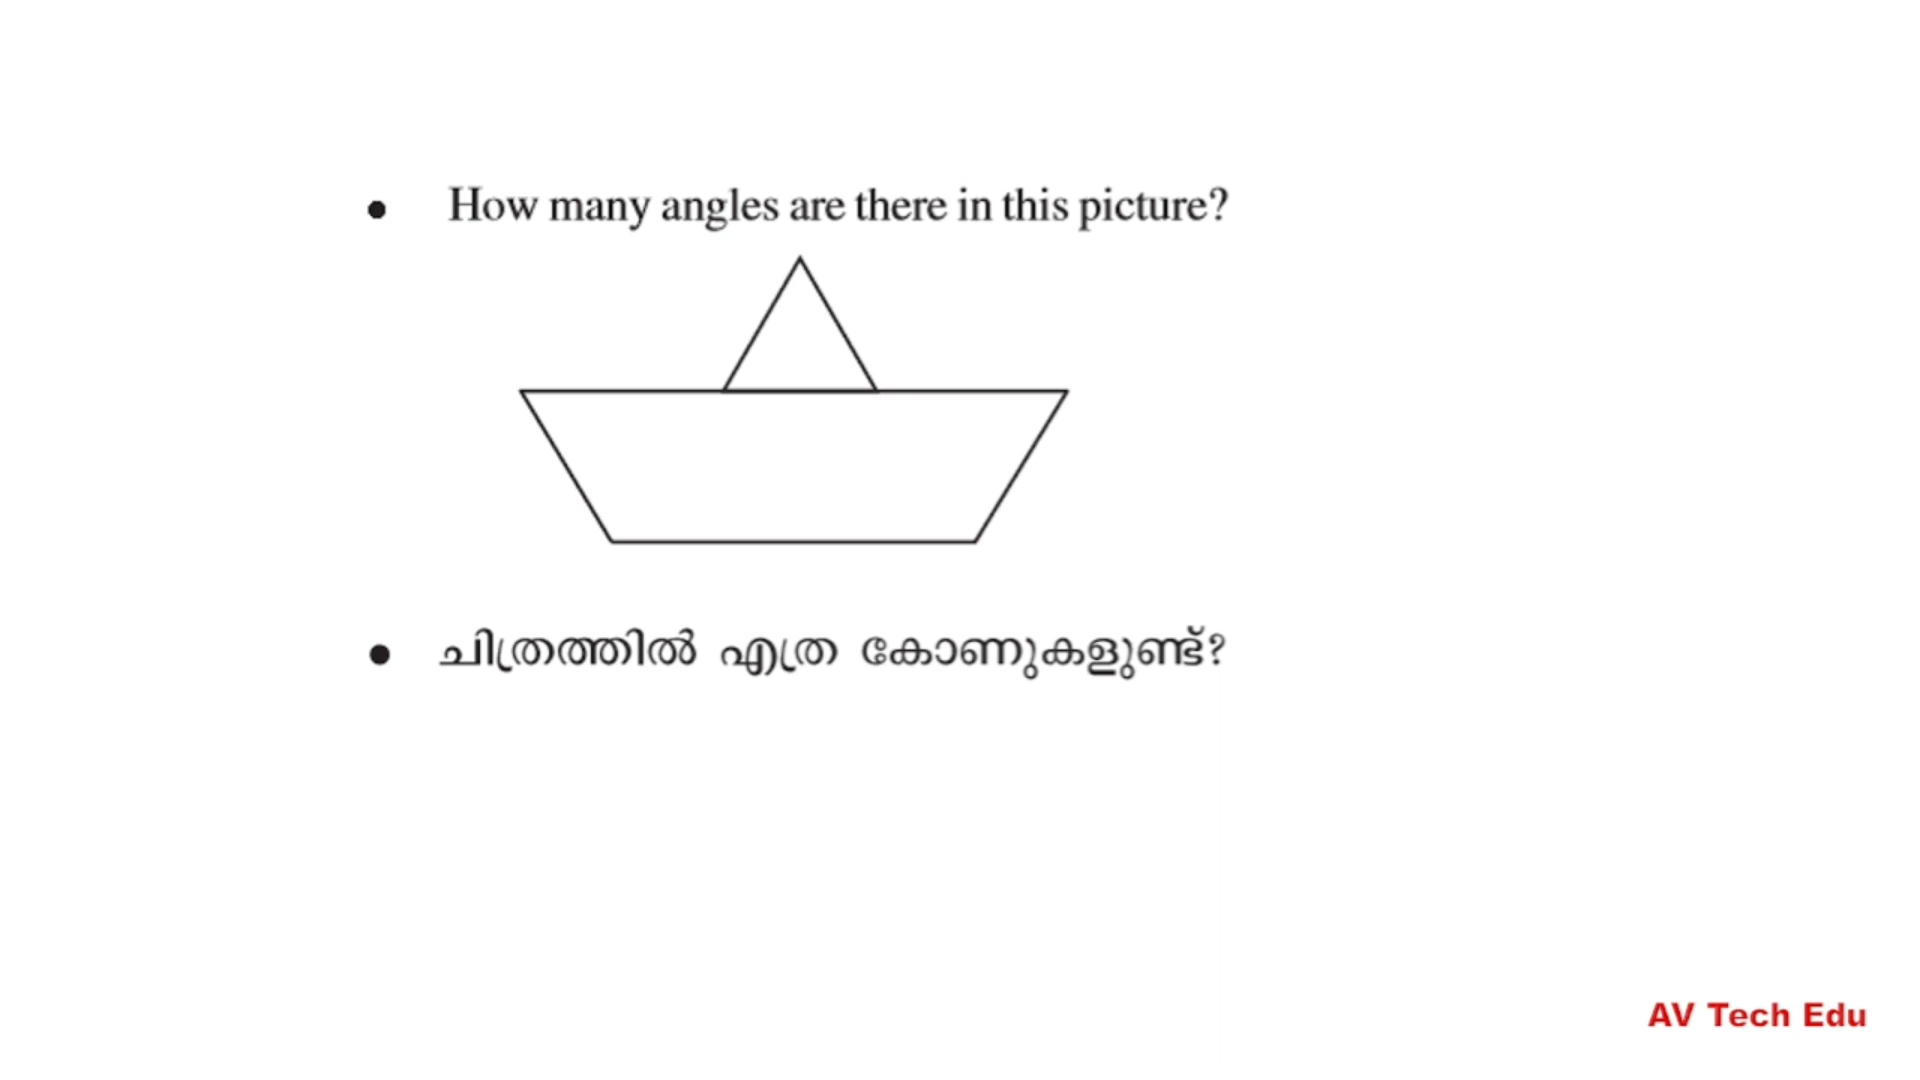 • How many angles are there in this picture?
• ചിത്രത്തിൽ എത്ര കോണുകളുണ്ട്?
AV Tech Edu